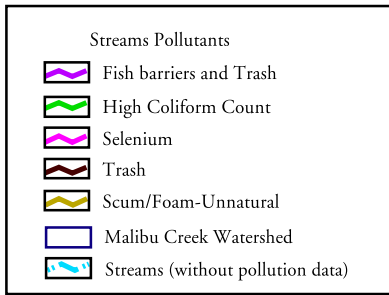 Streams Pollutants
Fish barriers and Trash
High Coliform Count
Selenium
Trash
Scum/Foam-Unnatural
Malibu Creek Watershed
Streams (without pollution data)